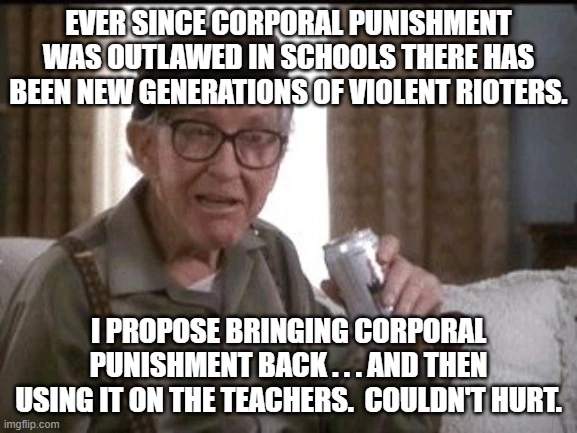 EVER SINCE CORPORAL PUNISHMENT
WAS OUTLAWED IN SCHOOLS THERE HAS
BEEN NEW GENERATIONS OF VIOLENT RIOTERS.
I PROPOSE BRINGING CORPORAL
PUNISHMENT BACK . . . AND THEN
USING IT ON THE TEACHERS.  COULDN'T HURT.
imgflip.com